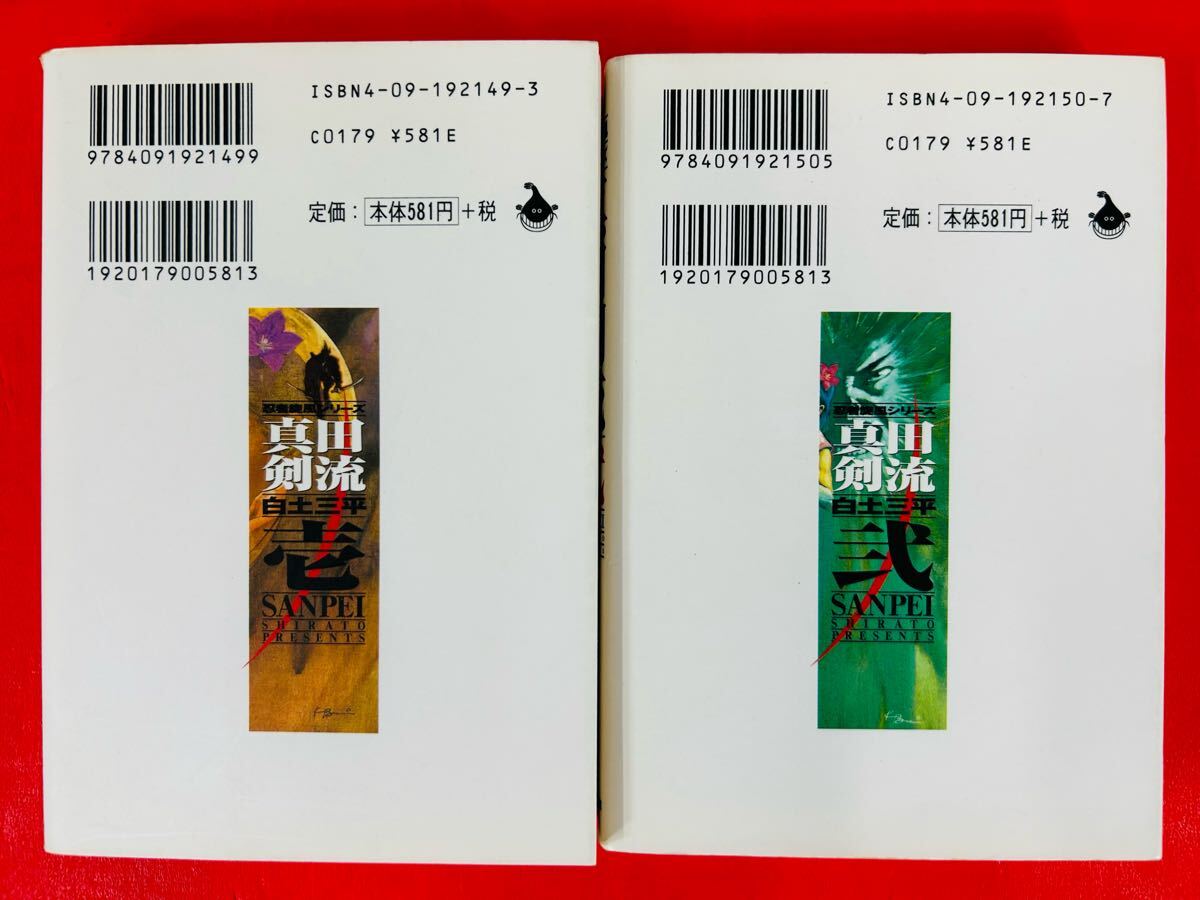 ISBN4-09-192149-3
9784091921499
C0179 ¥581E
定価：本体581円+税
1920179005813
忍者旋風シリーズ
真田
剣流
白土三平
壱
SANPEI
SHIRATO
PRESENTS
ISBN4-09-192150-7
9784091921505
C0179 ¥581E
定価：本体581円+税
1920179005813
忍者旋風シリーズ
真田
剣流
白土三平
弐
SANPEI
SHIRATO
PRESENTS